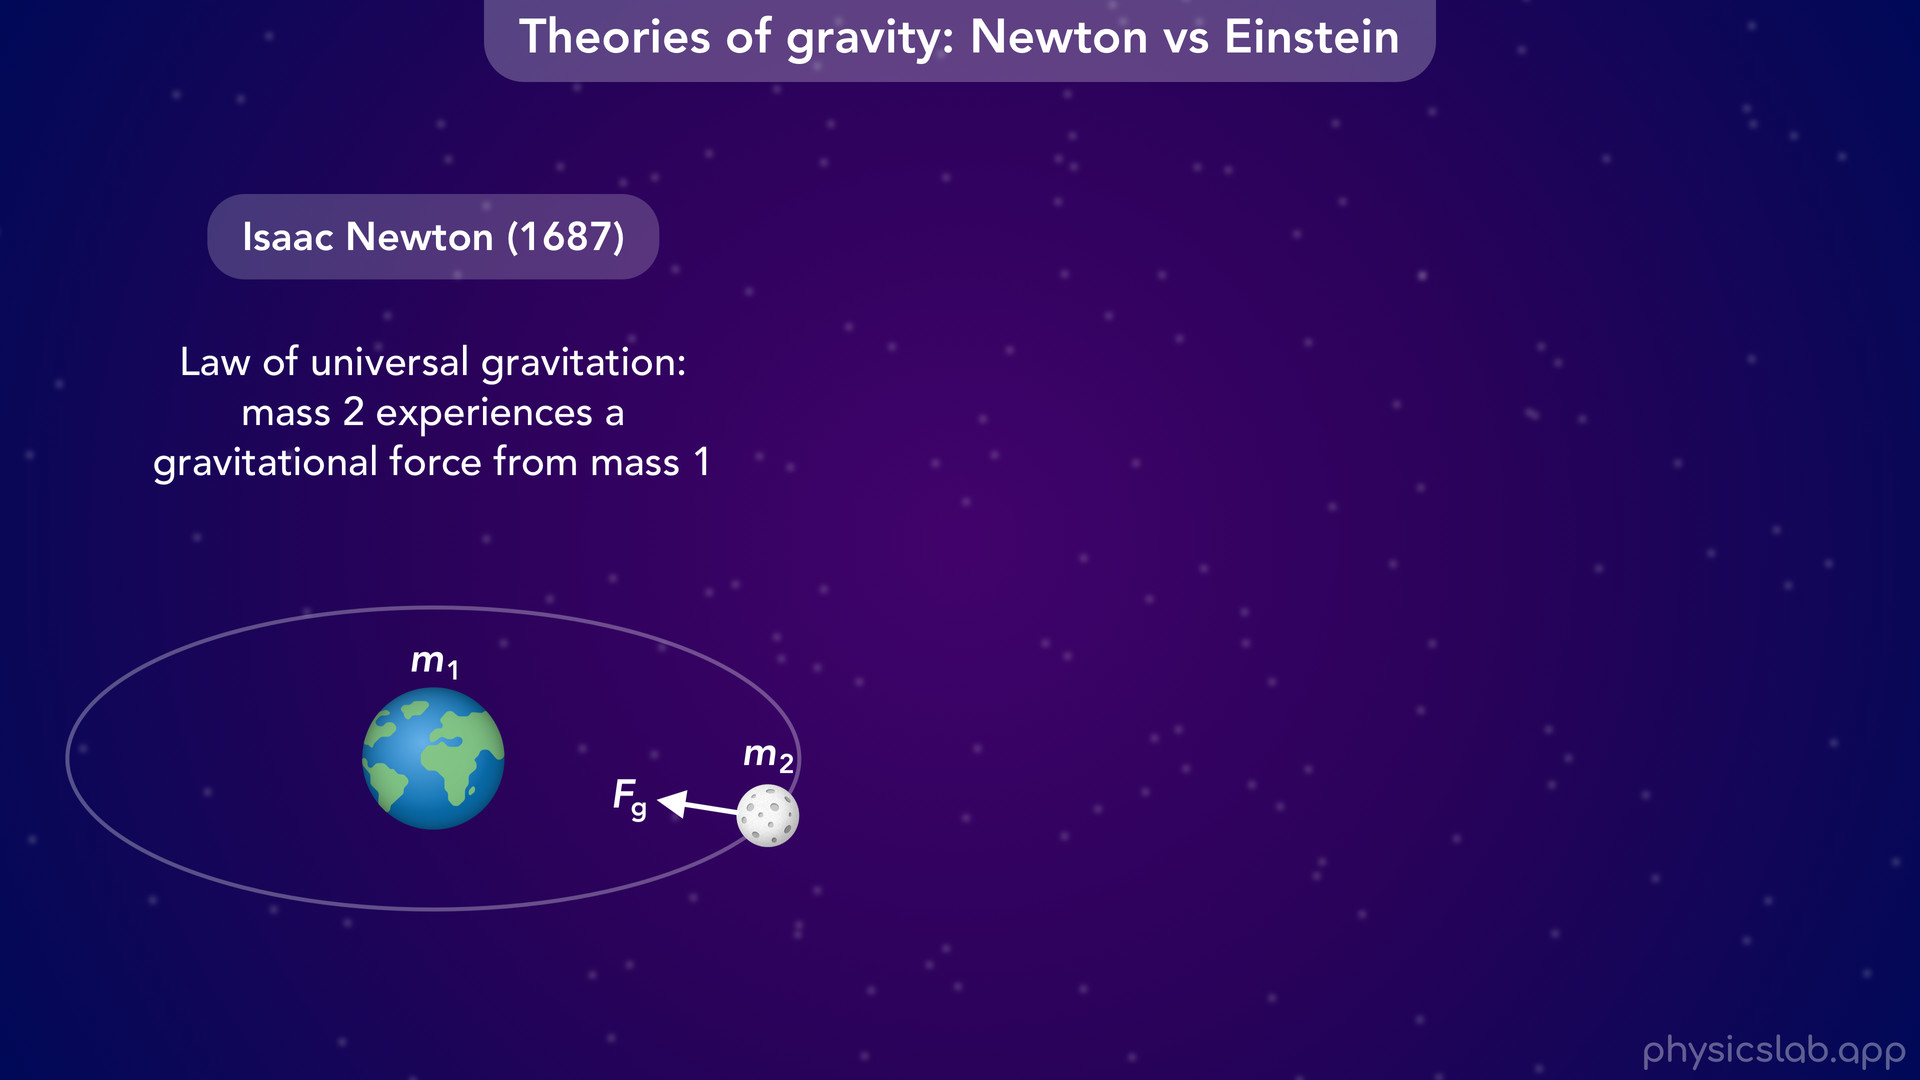 Theories of gravity: Newton vs Einstein
Isaac Newton (1687)
Law of universal gravitation:
mass 2 experiences a
gravitational force from mass 1
m₁
m₂
F_g
physicslab.app